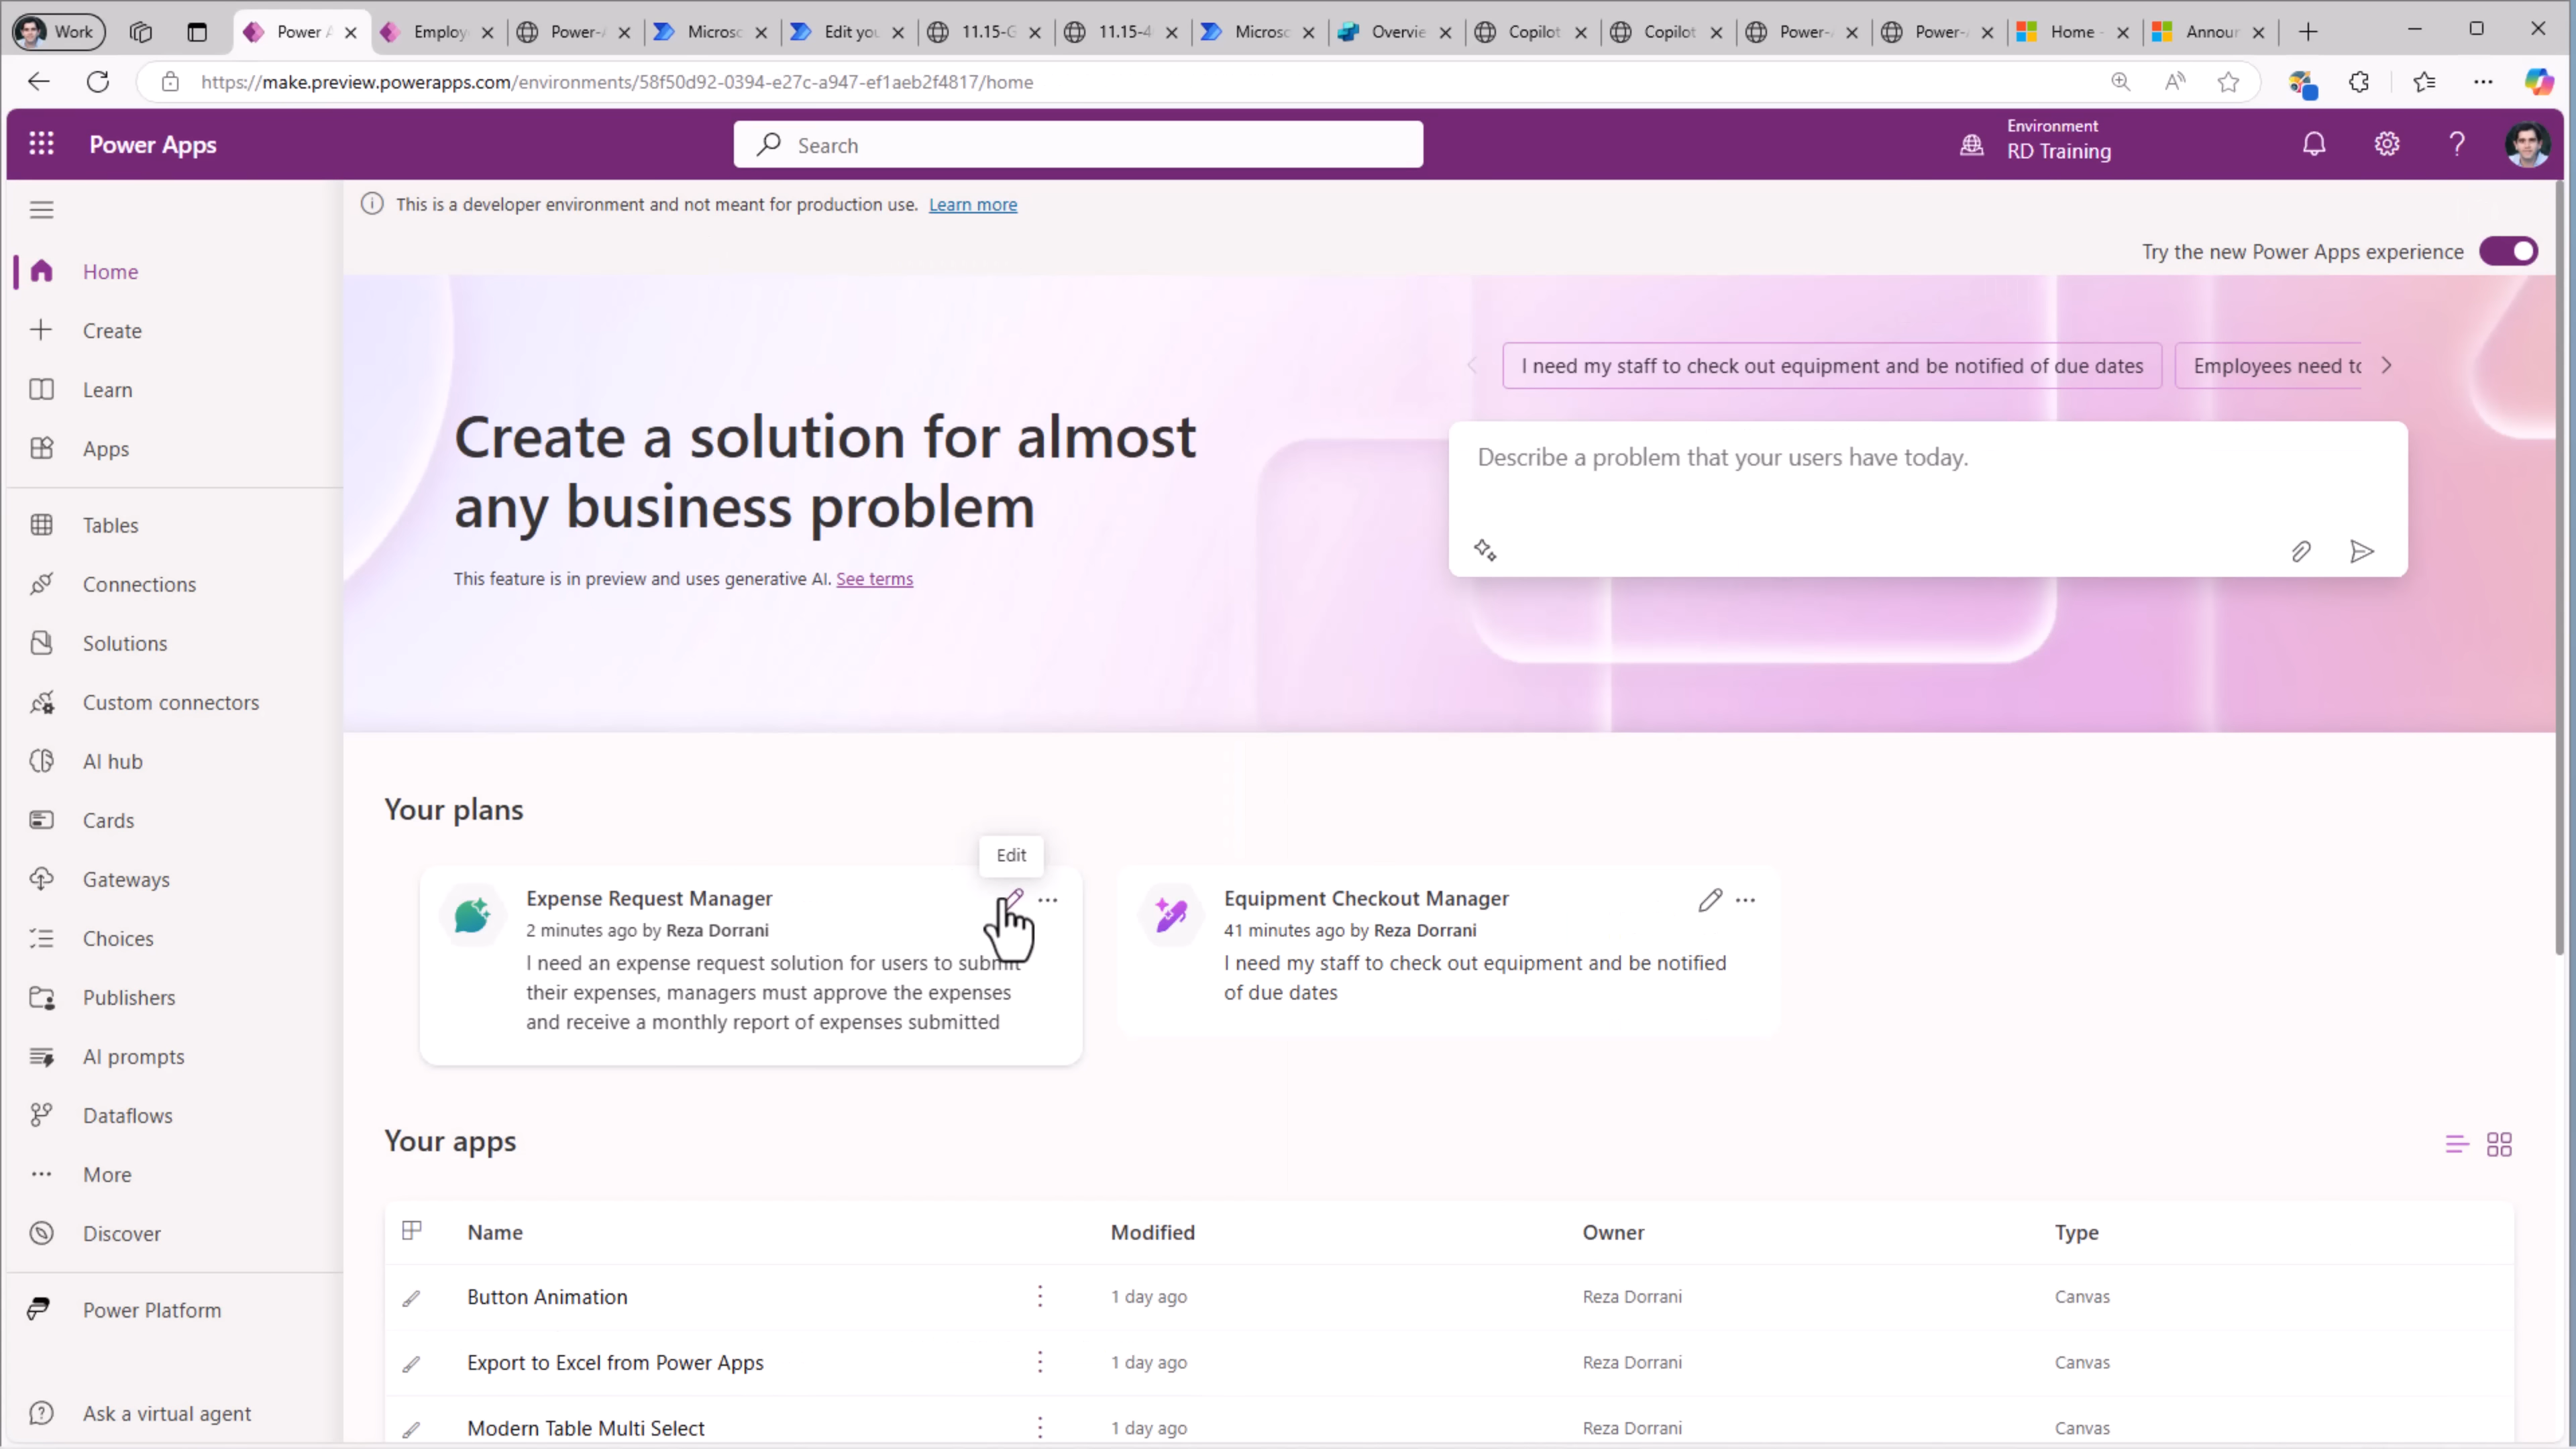 Work
Power A
Employ
Power-A
Microso
Edit you
11.15-G
11.15-4
Microso
Overvie
Copilot
Copilot
Power-A
Power-A
Home -
Annour
https://make.preview.powerapps.com/environments/58f50d92-0394-e27c-a947-ef1aeb2f4817/home
Power Apps
Search
Environment
RD Training
This is a developer environment and not meant for production use. Learn more
Try the new Power Apps experience
Home
Create
Learn
Apps
Tables
Connections
Solutions
Custom connectors
AI hub
Cards
Gateways
Choices
Publishers
AI prompts
Dataflows
More
Discover
Power Platform
Ask a virtual agent
Create a solution for almost
any business problem
This feature is in preview and uses generative AI. See terms
I need my staff to check out equipment and be notified of due dates
Employees need to
Describe a problem that your users have today.
Your plans
Edit
Expense Request Manager
2 minutes ago by Reza Dorrani
I need an expense request solution for users to submit
their expenses, managers must approve the expenses
and receive a monthly report of expenses submitted
Equipment Checkout Manager
41 minutes ago by Reza Dorrani
I need my staff to check out equipment and be notified
of due dates
Your apps
Name Modified Owner Type
Button Animation 1 day ago Reza Dorrani Canvas
Export to Excel from Power Apps 1 day ago Reza Dorrani Canvas
Modern Table Multi Select 1 day ago Reza Dorrani Canvas